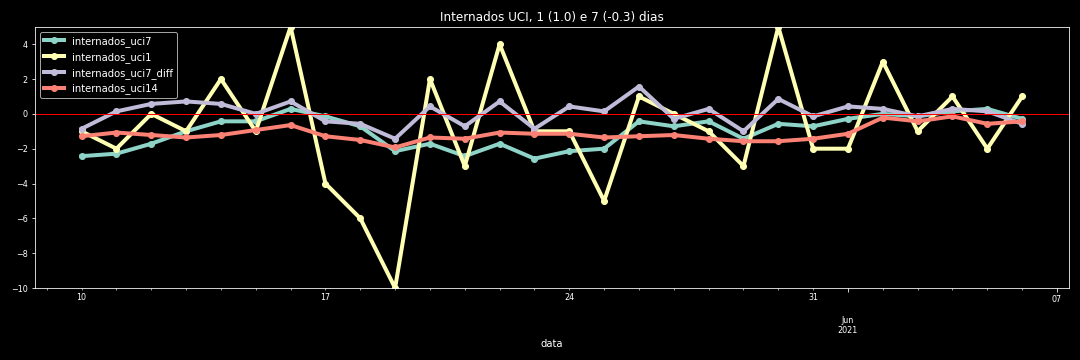 Internados UCI, 1 (1.0) e 7 (-0.3) dias
internados_uci7
internados_uci1
internados_uci7_diff
internados_uci14
4
2
0
−2
−4
−6
−8
−10
10
17
24
31
07
Jun
2021
data